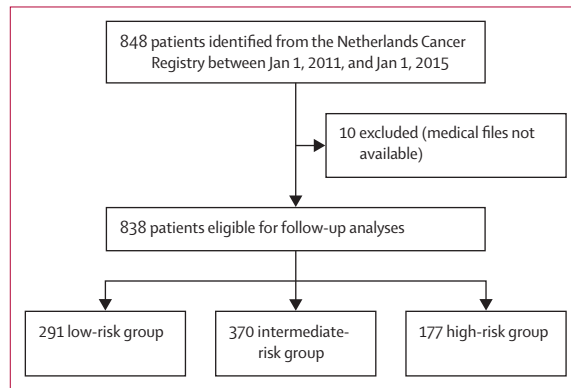 848 patients identified from the Netherlands Cancer
Registry between Jan 1, 2011, and Jan 1, 2015
10 excluded (medical files not
available)
838 patients eligible for follow-up analyses
291 low-risk group
370 intermediate-
risk group
177 high-risk group